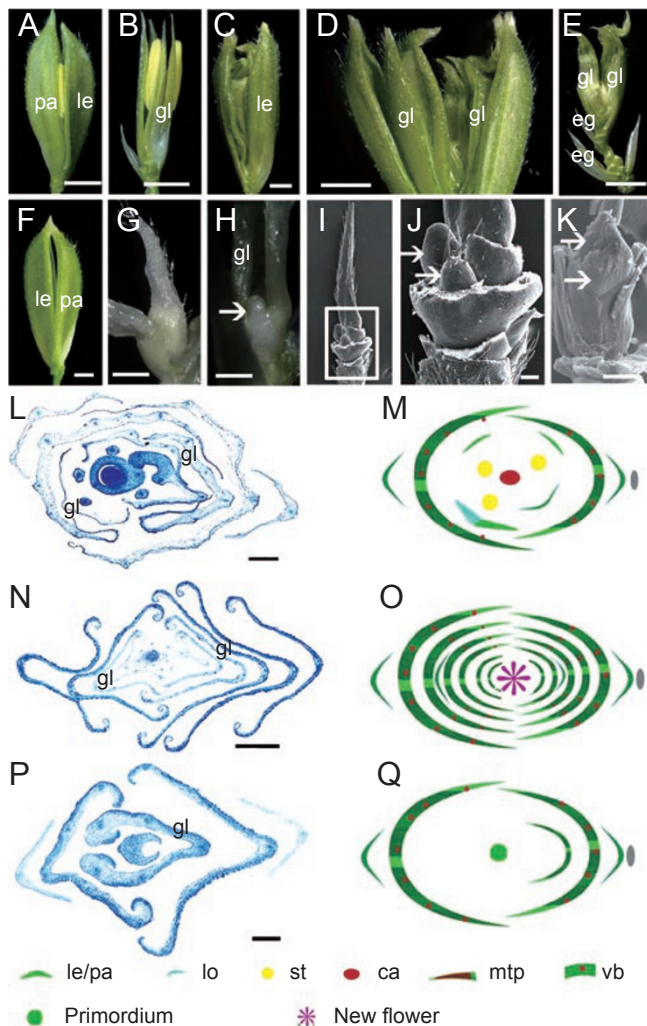 A B C D E
pa le gl le gl gl gl gl
eg
eg
F G H I J K
le pa gl
L M
gl
gl
N O
gl
gl
P Q
gl
le/pa lo st ca mtp vb
Primordium New flower